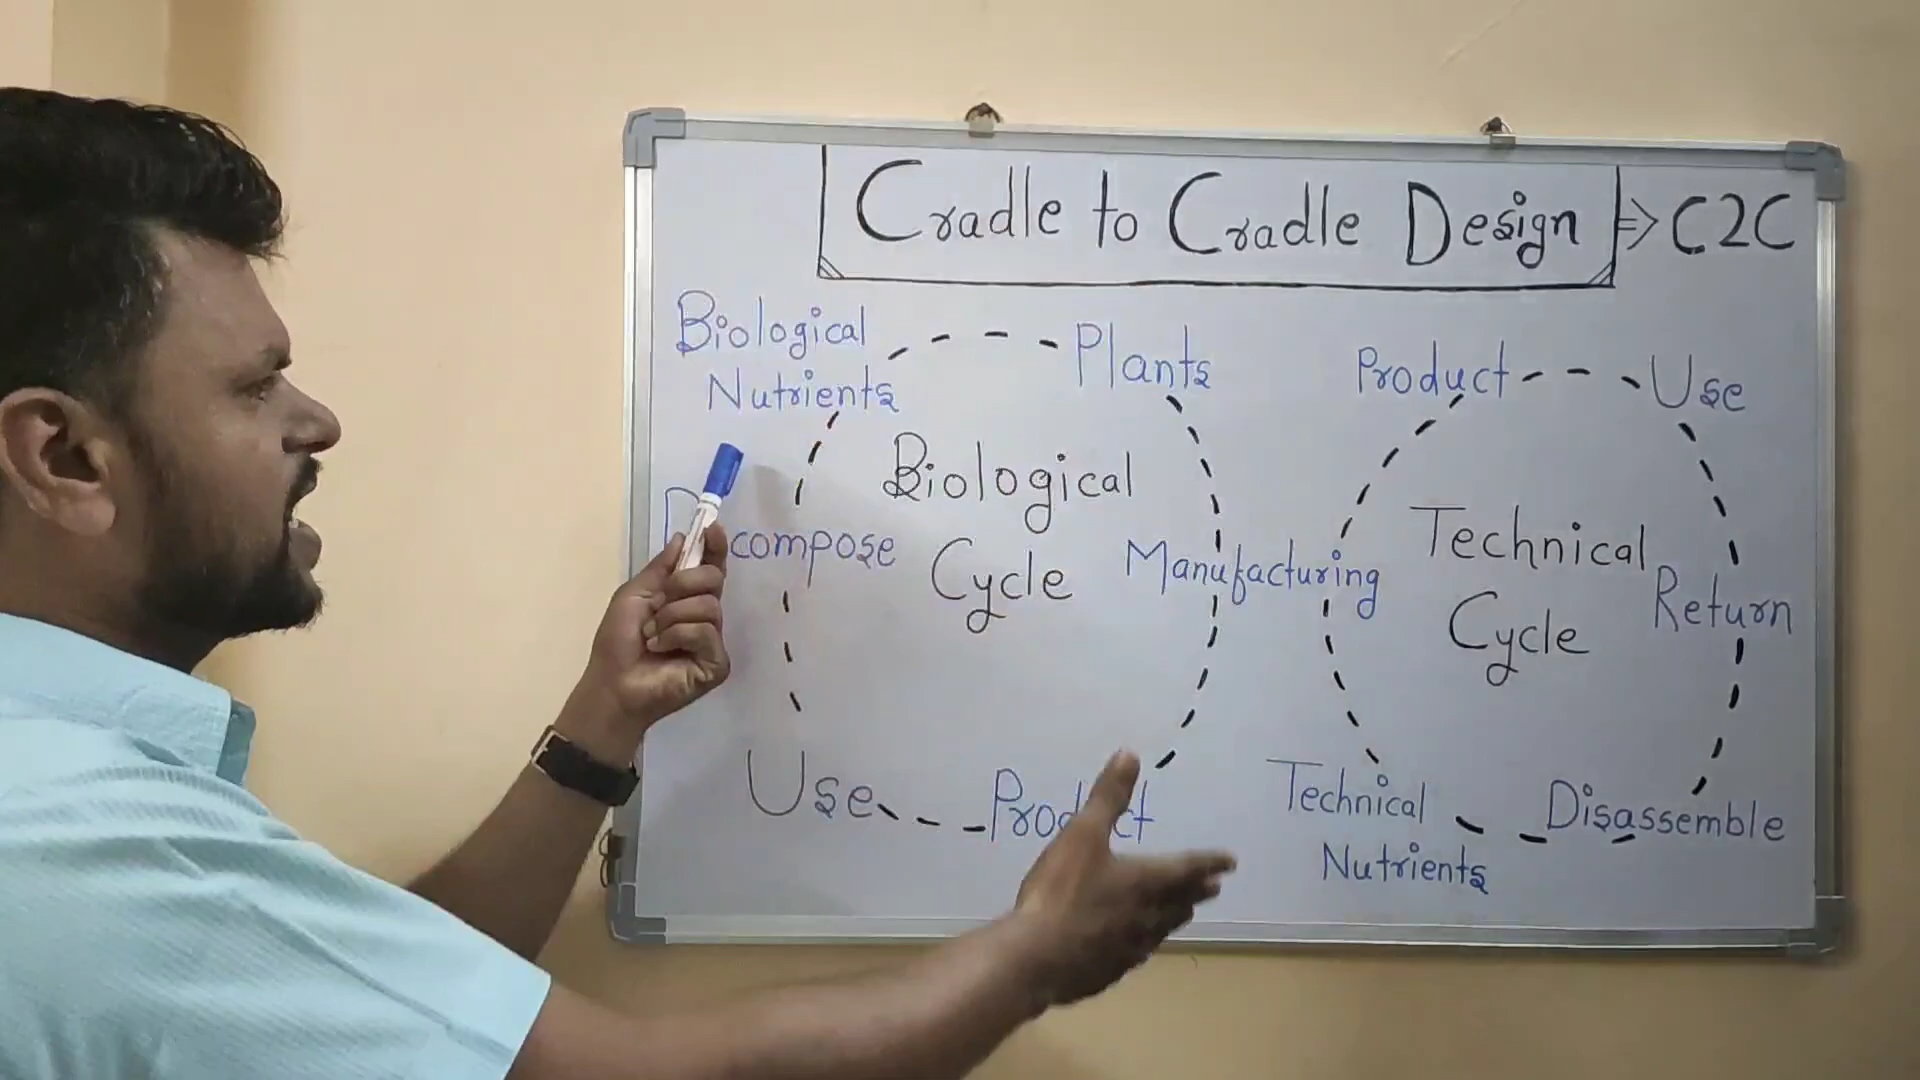 Cradle to Cradle Design ⇒ C2C
Biological
Nutrients
Plants
Biological
Cycle
compose
Manufacturing
Use
Product
Product
Use
Technical
Cycle
Return
Technical
Nutrients
Disassemble